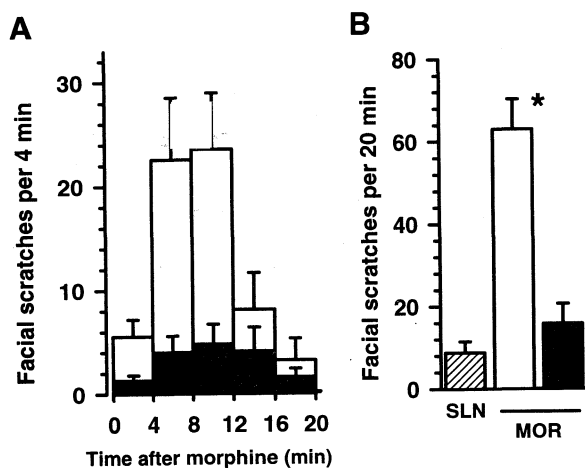 A
Facial scratches per 4 min
30
20
10
0
0 4 8 12 16 20
Time after morphine (min)
B
Facial scratches per 20 min
80
60
40
20
0
*
SLN
MOR